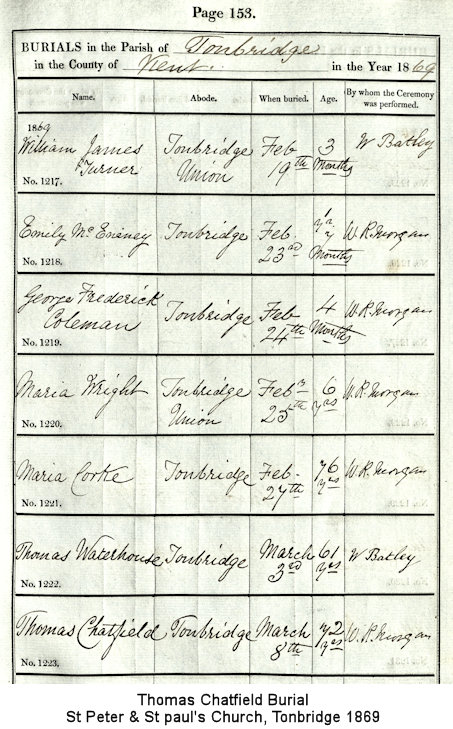 Page 153.
BURIALS in the Parish of Tonbridge
in the County of Kent. in the Year 1869
Name. Abode. When buried. Age. By whom the Ceremony was performed.
1869
William James Turner Tonbridge Union Feb 19th 3 Months W Batley
No. 1217.
Emily Mc Eneney Tonbridge Feb. 23rd Months W.R. Morgan
No. 1218.
George Frederick Coleman Tonbridge Feb 24th 4 Months W.R. Morgan
No. 1219.
Maria Wright Tonbridge Union Feb 25th 6 yrs W.R. Morgan
No. 1220.
Maria Corke Tonbridge Feb. 27th 76 yrs W.R. Morgan
No. 1221.
Thomas Waterhouse Tonbridge March 3rd 61 yrs W Batley
No. 1222.
Thomas Chatfield Tonbridge March 8th 72 yrs W.R. Morgan
No. 1223.
Thomas Chatfield Burial
St Peter & St paul's Church, Tonbridge 1869